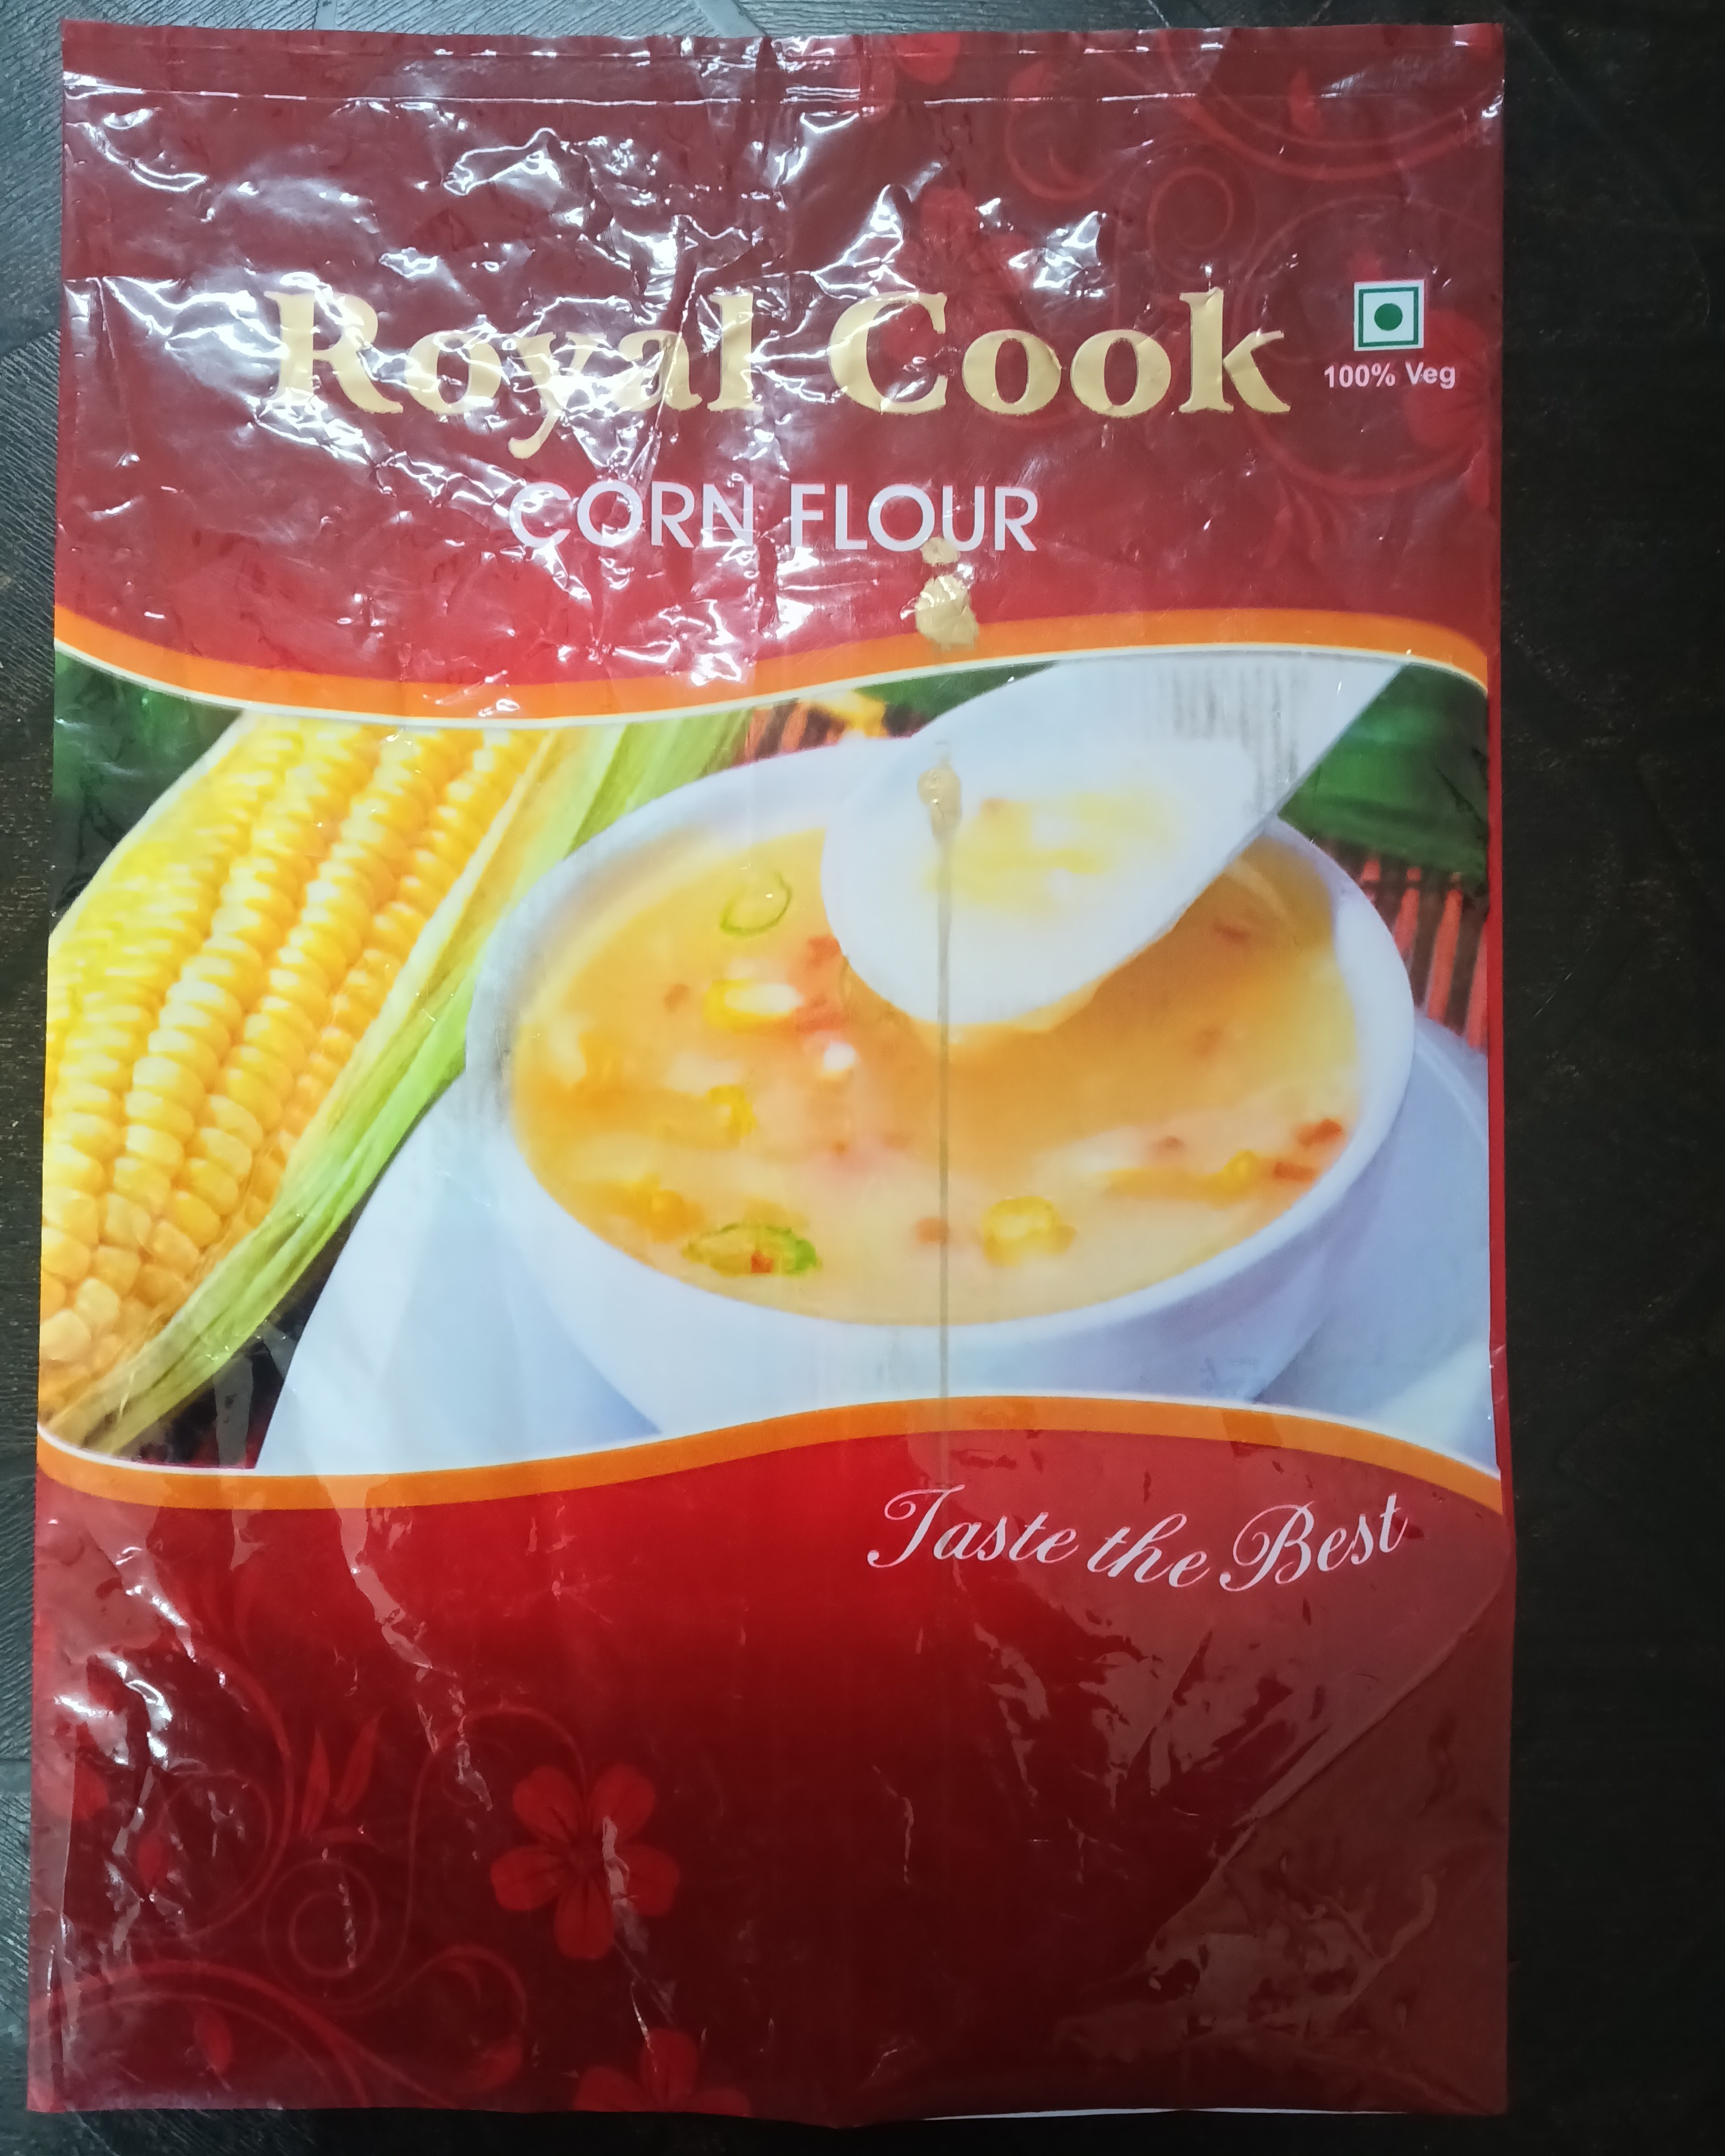 Royal Cook
100% Veg
CORN FLOUR
Taste the Best